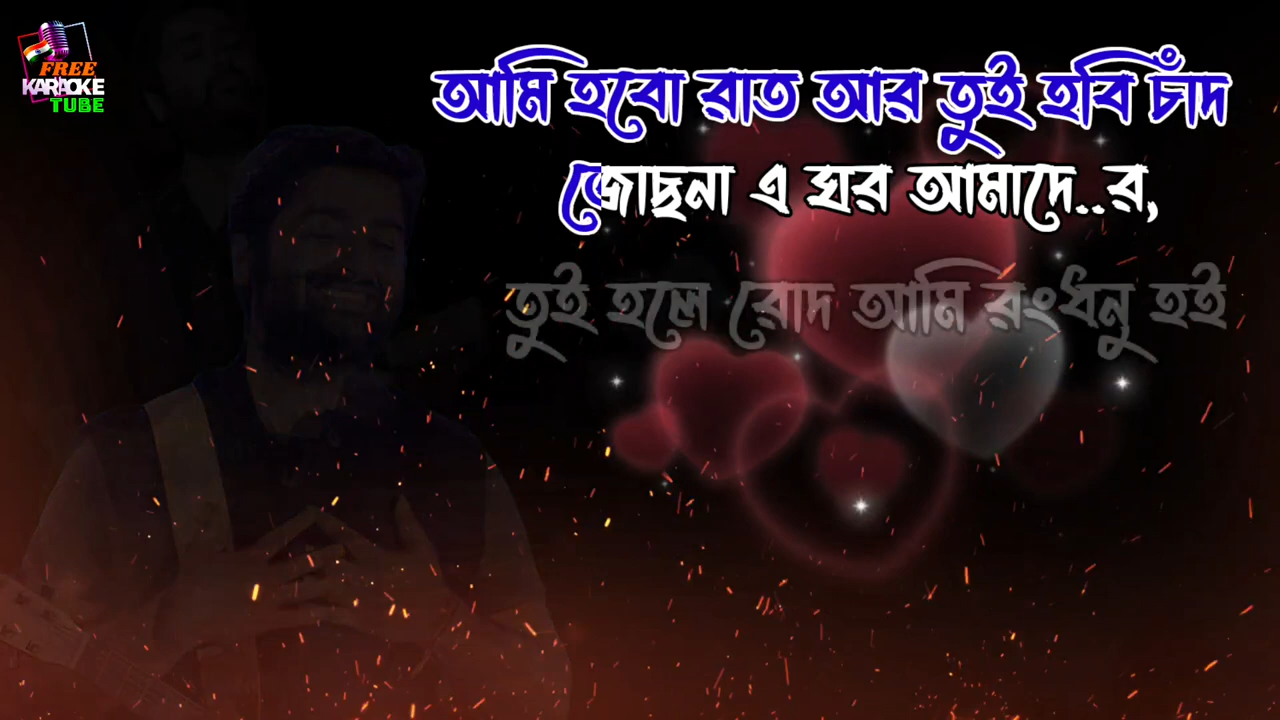 FREE
KARAOKE
TUBE
আমি হবো রাত আর তুই হবি চাঁদ
জোছনা এ ঘর আমাদে..র,
তুই হলে রোদ আমি রংধনু হই